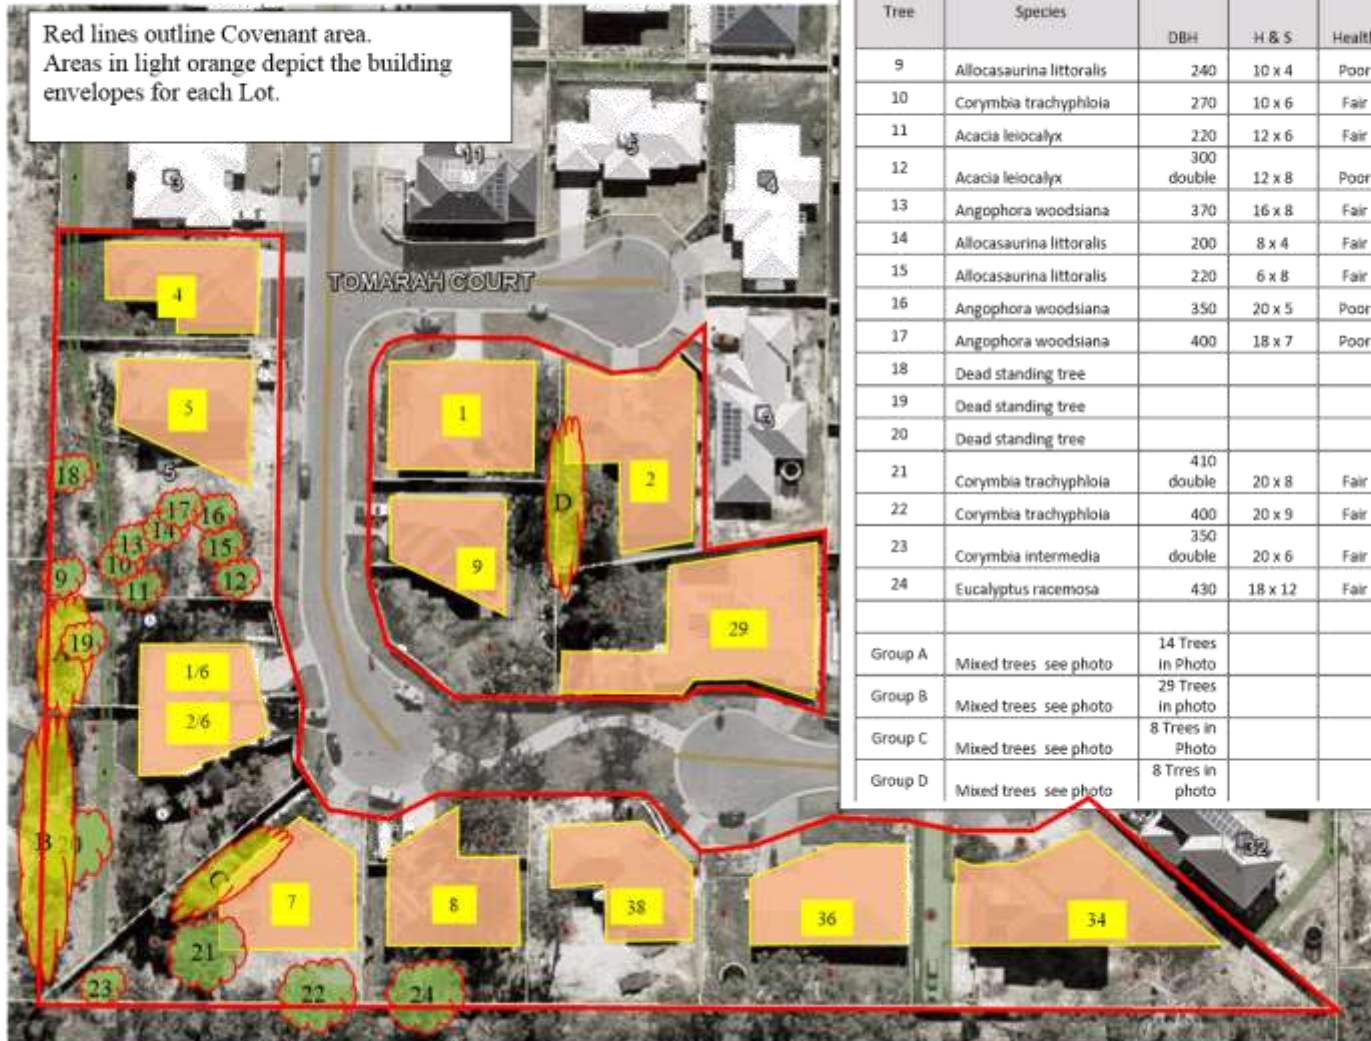 Red lines outline Covenant area.
Areas in light orange depict the building
envelopes for each Lot.
Tree Species DBH H & S Health
9 Allocasaurina littoralis 240 10 x 4 Poor
10 Corymbia trachyphloia 270 10 x 6 Fair
11 Acacia leiocalyx 220 12 x 6 Fair
12 Acacia leiocalyx 300 double 12 x 8 Poor
13 Angophora woodsiana 370 16 x 8 Fair
14 Allocasaurina littoralis 200 8 x 4 Fair
15 Allocasaurina littoralis 220 6 x 8 Fair
16 Angophora woodsiana 350 20 x 5 Poor
17 Angophora woodsiana 400 18 x 7 Poor
18 Dead standing tree
19 Dead standing tree
20 Dead standing tree
21 Corymbia trachyphloia 410 double 20 x 8 Fair
22 Corymbia trachyphloia 400 20 x 9 Fair
23 Corymbia intermedia 350 double 20 x 6 Fair
24 Eucalyptus racemosa 430 18 x 12 Fair
Group A Mixed trees see photo 14 Trees in Photo
Group B Mixed trees see photo 29 Trees in photo
Group C Mixed trees see photo 8 Trees in Photo
Group D Mixed trees see photo 8 Trres in photo
3
11
5
4
TOMARAH COURT
4
5
1
2
3
5
18
17
16
14
13
15
10
9
11
12
D
9
19
29
1/6
2/6
B
20
C
7
8
38
36
34
32
21
23
22
24